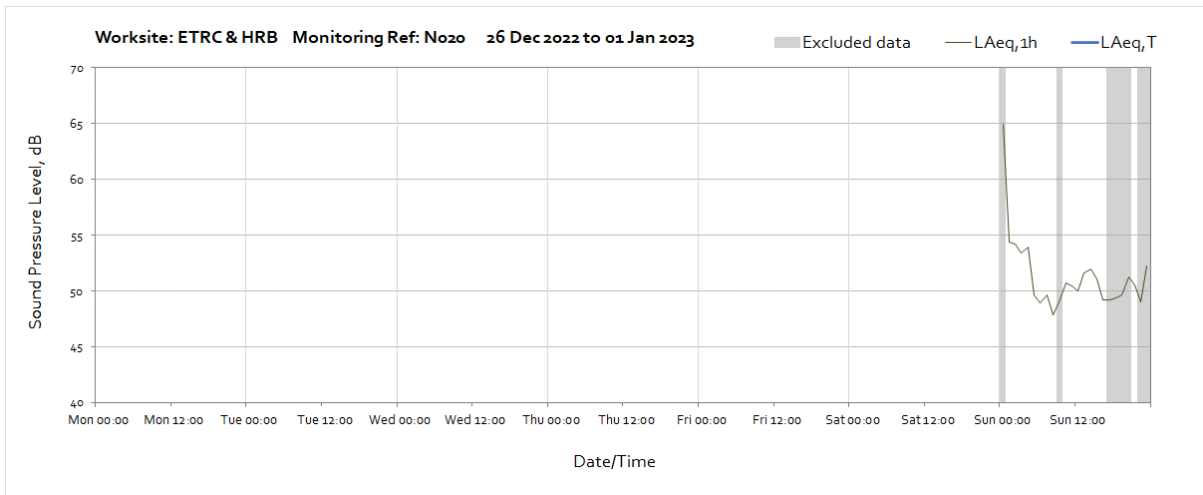 Worksite: ETRC & HRB Monitoring Ref: N020 26 Dec 2022 to 01 Jan 2023
Excluded data LAeq,1h LAeq,T
Sound Pressure Level, dB
70
65
60
55
50
45
40
Mon 00:00 Mon 12:00 Tue 00:00 Tue 12:00 Wed 00:00 Wed 12:00 Thu 00:00 Thu 12:00 Fri 00:00 Fri 12:00 Sat 00:00 Sat 12:00 Sun 00:00 Sun 12:00
Date/Time